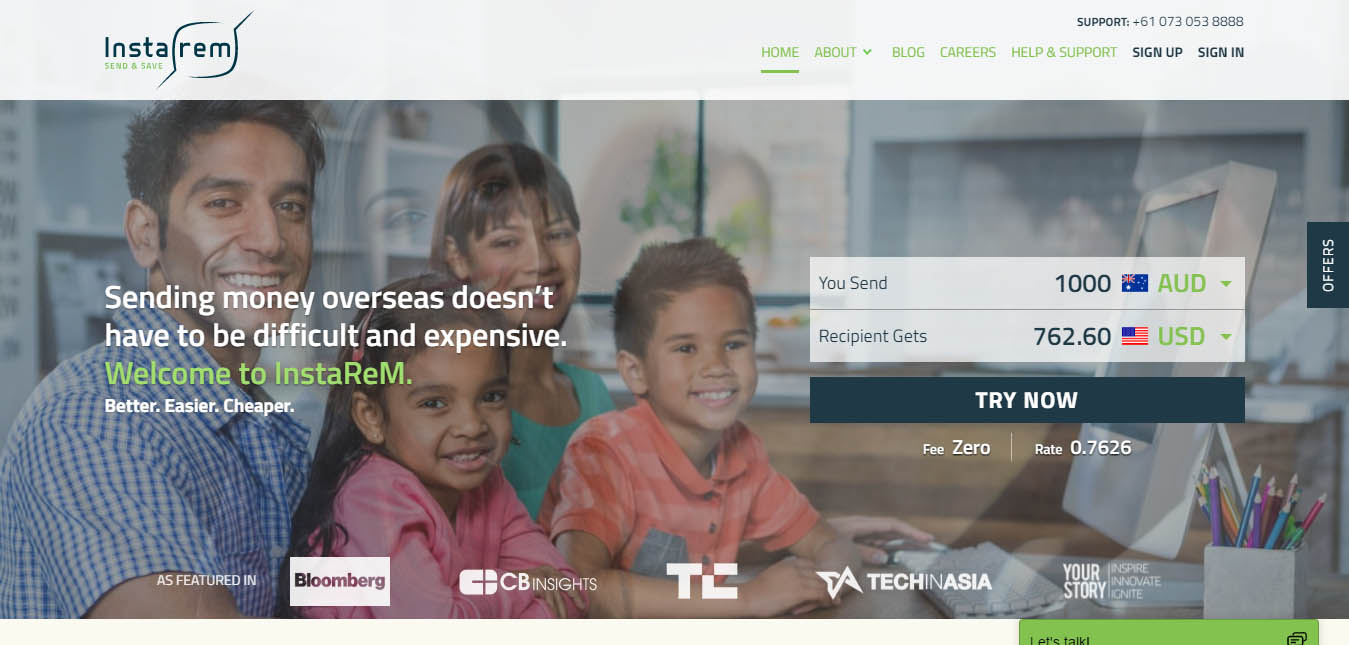 SUPPORT: +61 073 053 8888
Instarem
SEND & SAVE
HOME ABOUT BLOG CAREERS HELP & SUPPORT SIGN UP SIGN IN
OFFERS
Sending money overseas doesn’t
have to be difficult and expensive.
Welcome to InstaReM.
Better. Easier. Cheaper.
You Send 1000 AUD
Recipient Gets 762.60 USD
TRY NOW
Fee Zero Rate 0.7626
AS FEATURED IN
Bloomberg
CB INSIGHTS
TC
TECHINASIA
YOUR STORY
INSPIRE
INNOVATE
IGNITE
Let's talk!